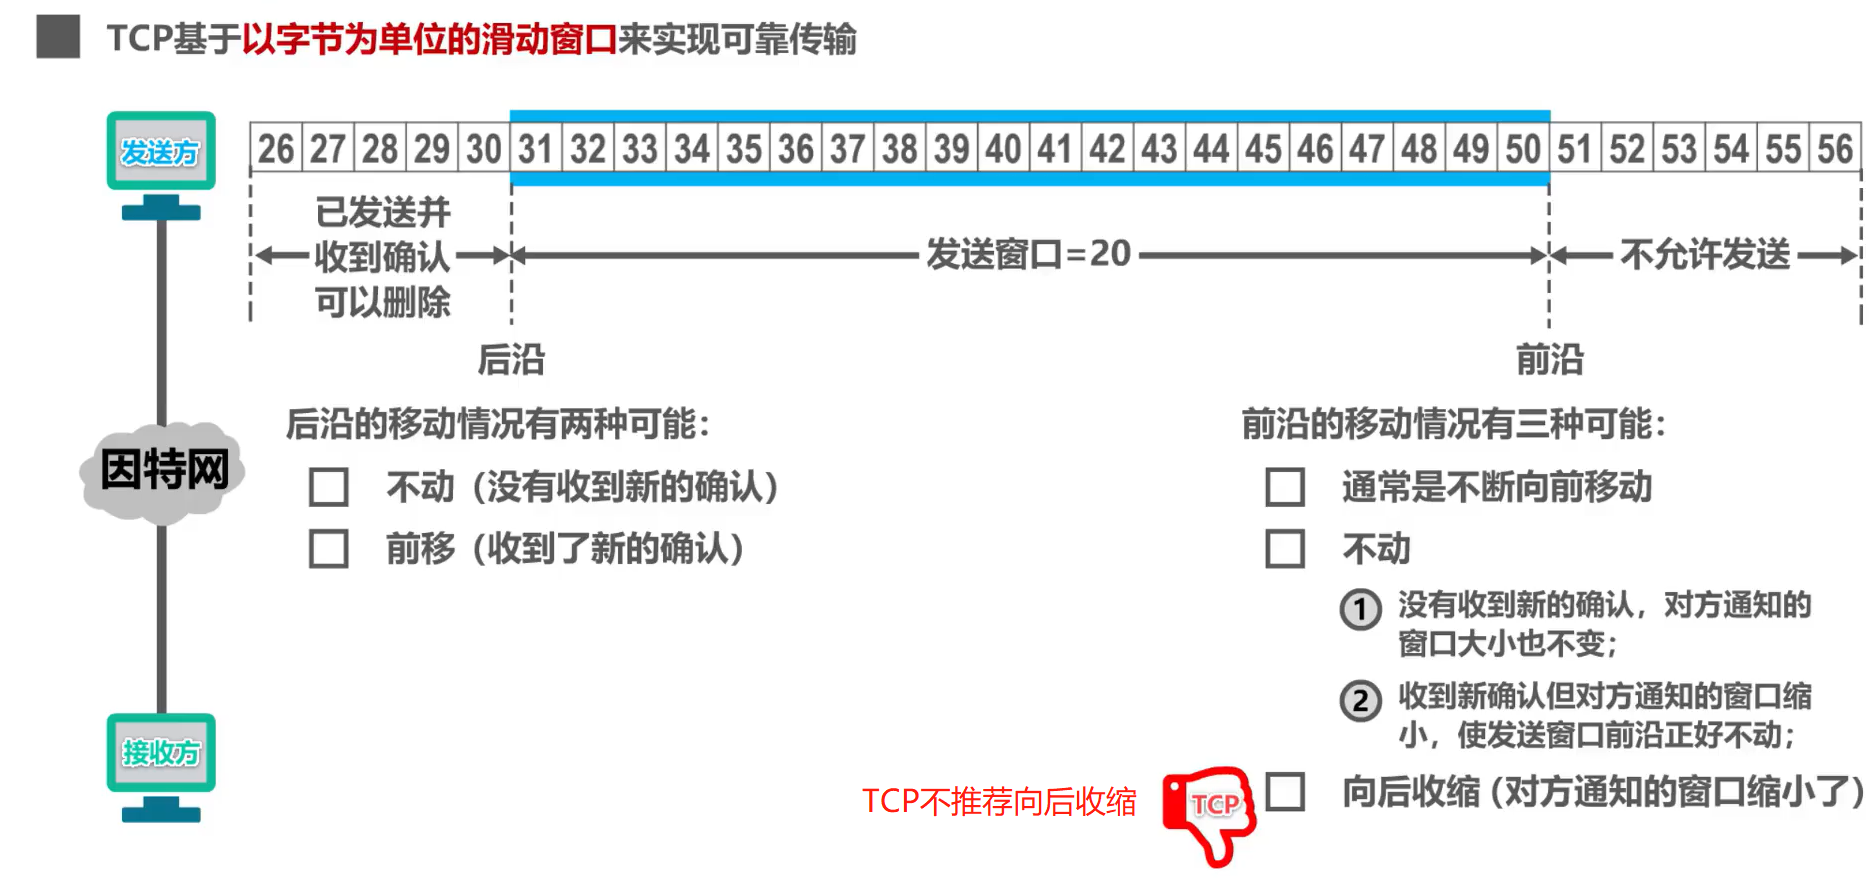 TCP基于以字节为单位的滑动窗口来实现可靠传输
发送方
26 27 28 29 30 31 32 33 34 35 36 37 38 39 40 41 42 43 44 45 46 47 48 49 50 51 52 53 54 55 56
已发送并
收到确认
可以删除
发送窗口=20
不允许发送
后沿
前沿
后沿的移动情况有两种可能：
不动（没有收到新的确认）
前移（收到了新的确认）
前沿的移动情况有三种可能：
通常是不断向前移动
不动
① 没有收到新的确认，对方通知的
窗口大小也不变；
② 收到新确认但对方通知的窗口缩
小，使发送窗口前沿正好不动；
向后收缩（对方通知的窗口缩小了）
TCP不推荐向后收缩
TCP
因特网
接收方